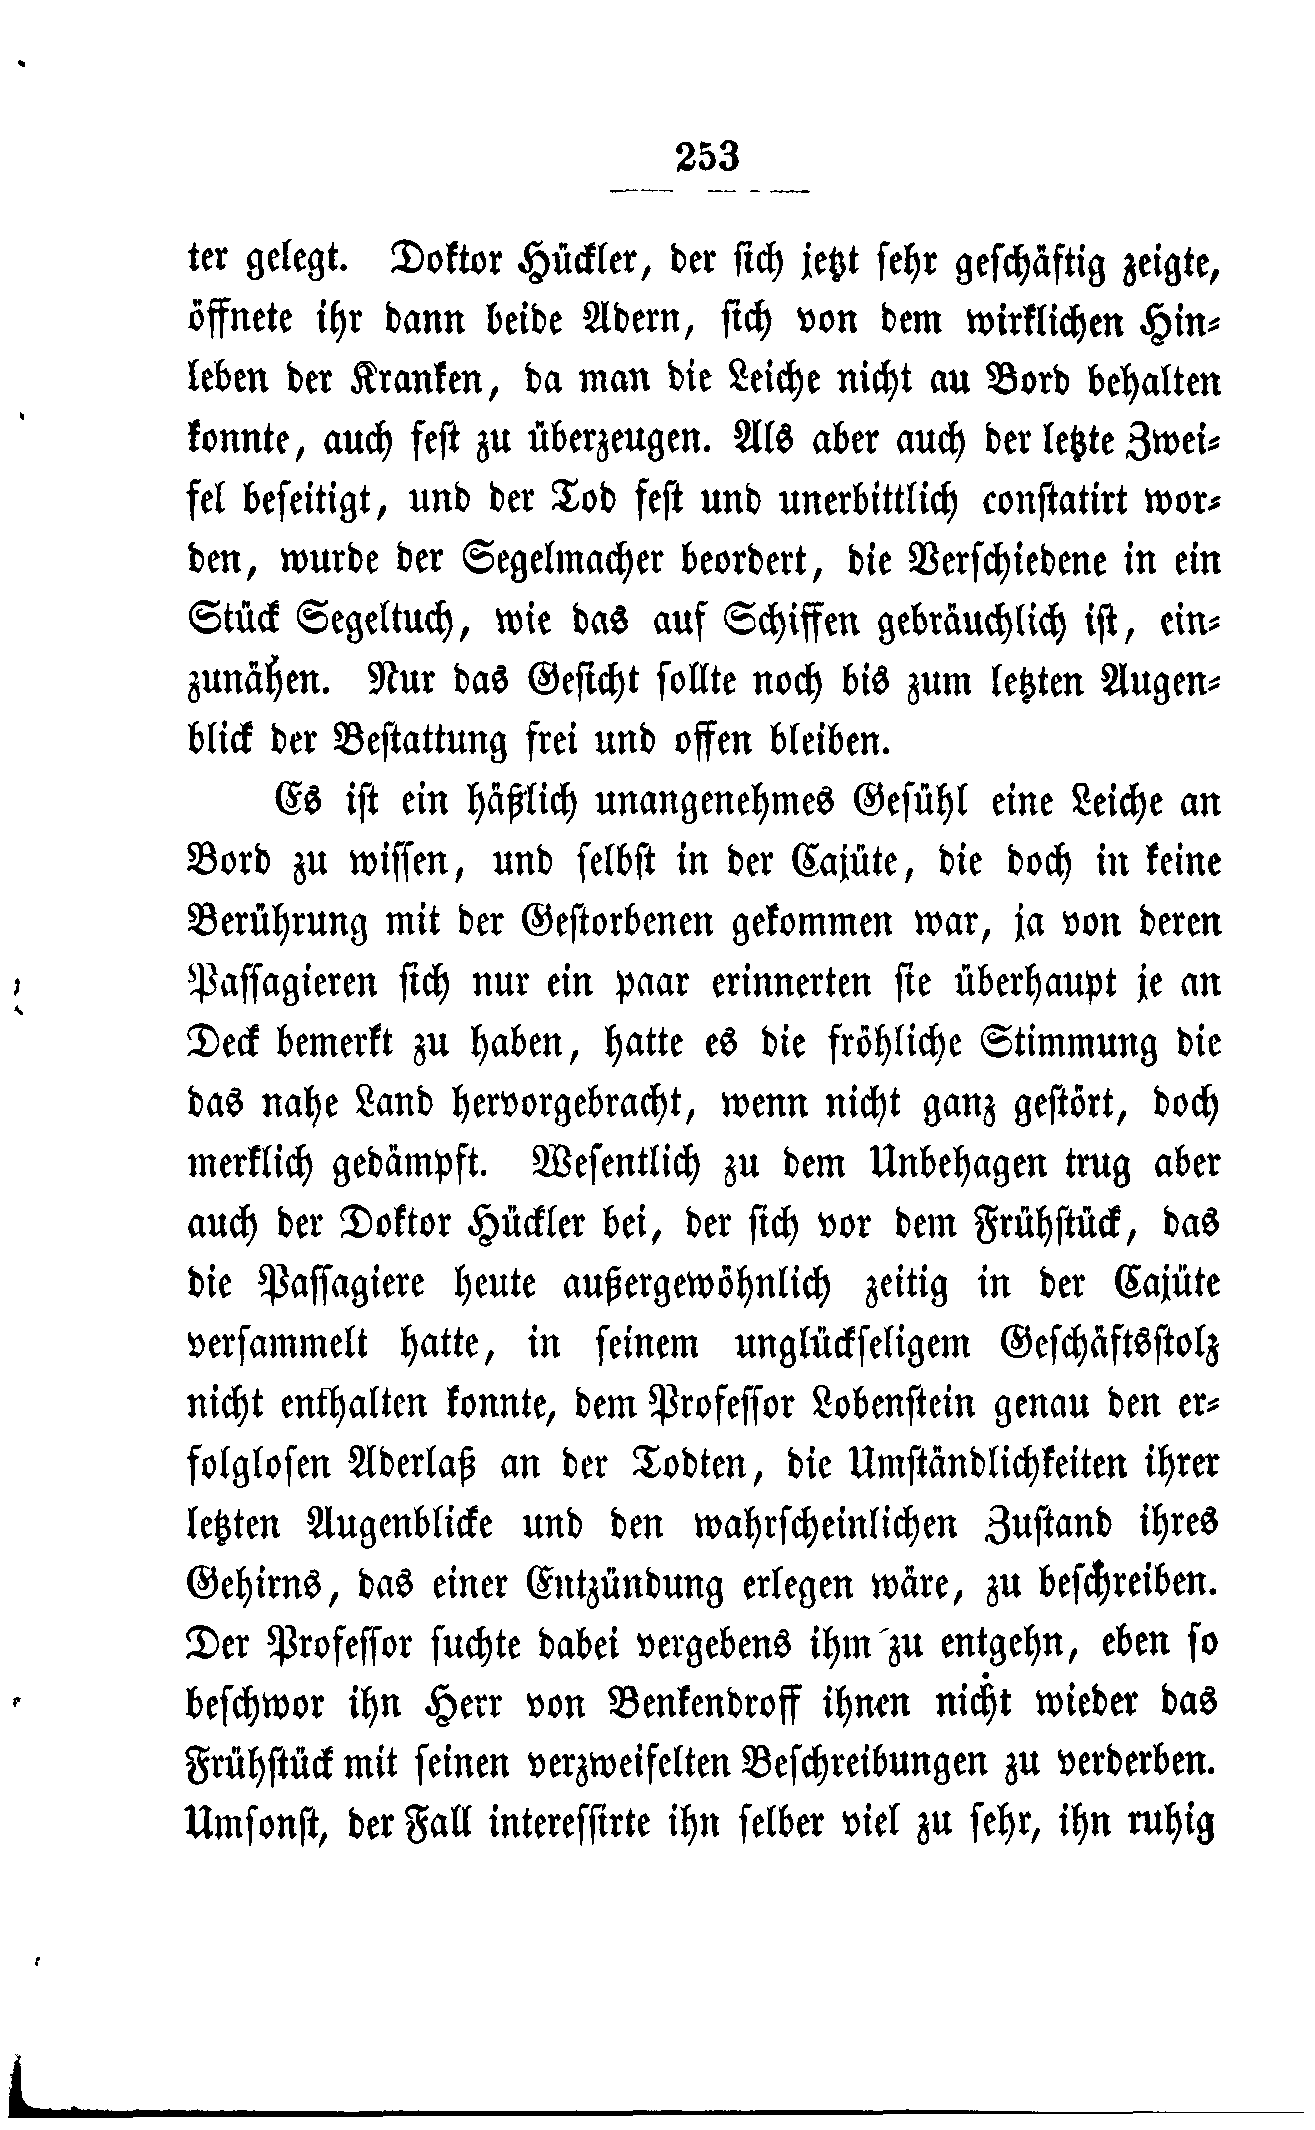 253
ter gelegt. Doktor Hückler, der sich jetzt sehr geschäftig zeigte,
öffnete ihr dann beide Adern, sich von dem wirklichen Hin-
leben der Kranken, da man die Leiche nicht au Bord behalten
konnte, auch fest zu überzeugen. Als aber auch der letzte Zwei-
fel beseitigt, und der Tod fest und unerbittlich constatirt wor-
den, wurde der Segelmacher beordert, die Verschiedene in ein
Stück Segeltuch, wie das auf Schiffen gebräuchlich ist, ein-
zunähen. Nur das Gesicht sollte noch bis zum letzten Augen-
blick der Bestattung frei und offen bleiben.
Es ist ein häßlich unangenehmes Gefühl eine Leiche an
Bord zu wissen, und selbst in der Cajüte, die doch in keine
Berührung mit der Gestorbenen gekommen war, ja von deren
Passagieren sich nur ein paar erinnerten sie überhaupt je an
Deck bemerkt zu haben, hatte es die fröhliche Stimmung die
das nahe Land hervorgebracht, wenn nicht ganz gestört, doch
merklich gedämpft. Wesentlich zu dem Unbehagen trug aber
auch der Doktor Hückler bei, der sich vor dem Frühstück, das
die Passagiere heute außergewöhnlich zeitig in der Cajüte
versammelt hatte, in seinem unglückseligem Geschäftsstolz
nicht enthalten konnte, dem Professor Lobenstein genau den er-
folglosen Aderlaß an der Todten, die Umständlichkeiten ihrer
letzten Augenblicke und den wahrscheinlichen Zustand ihres
Gehirns, das einer Entzündung erlegen wäre, zu beschreiben.
Der Professor suchte dabei vergebens ihm zu entgehn, eben so
beschwor ihn Herr von Benkendroff ihnen nicht wieder das
Frühstück mit seinen verzweifelten Beschreibungen zu verderben.
Umsonst, der Fall interessirte ihn selber viel zu sehr, ihn ruhig